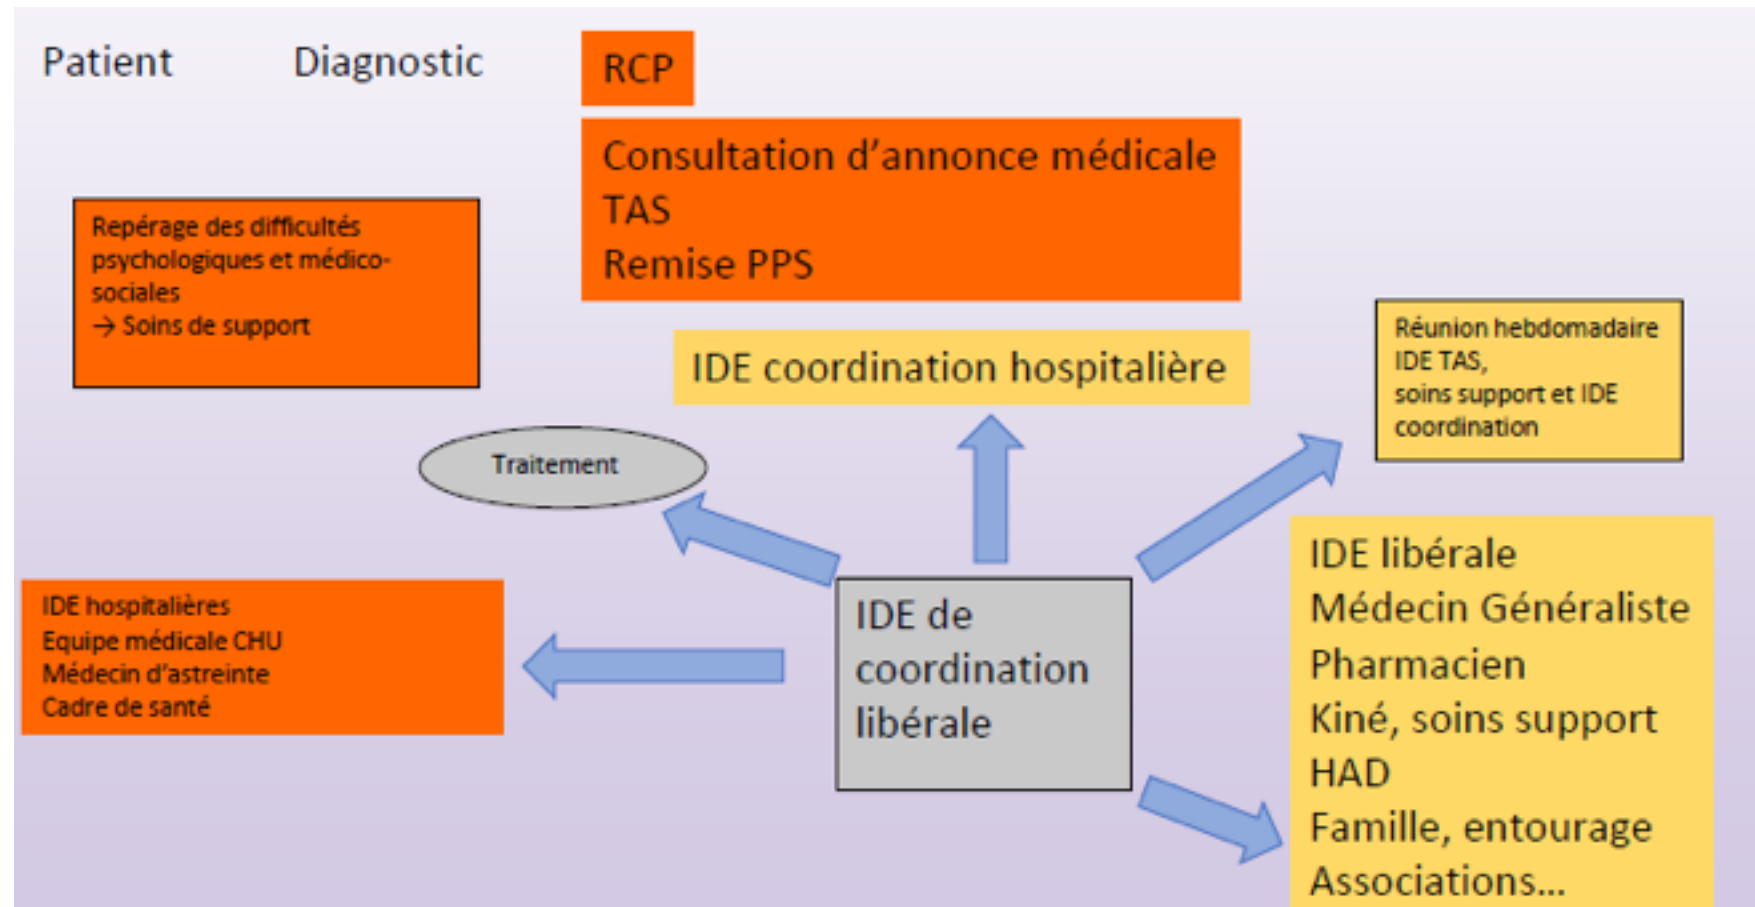 Patient
Diagnostic
RCP
Consultation d’annonce médicale
TAS
Remise PPS
Repérage des difficultés
psychologiques et médico-
sociales
→ Soins de support
IDE coordination hospitalière
Réunion hebdomadaire
IDE TAS,
soins support et IDE
coordination
Traitement
IDE hospitalières
Equipe médicale CHU
Médecin d’astreinte
Cadre de santé
IDE de
coordination
libérale
IDE libérale
Médecin Généraliste
Pharmacien
Kiné, soins support
HAD
Famille, entourage
Associations...